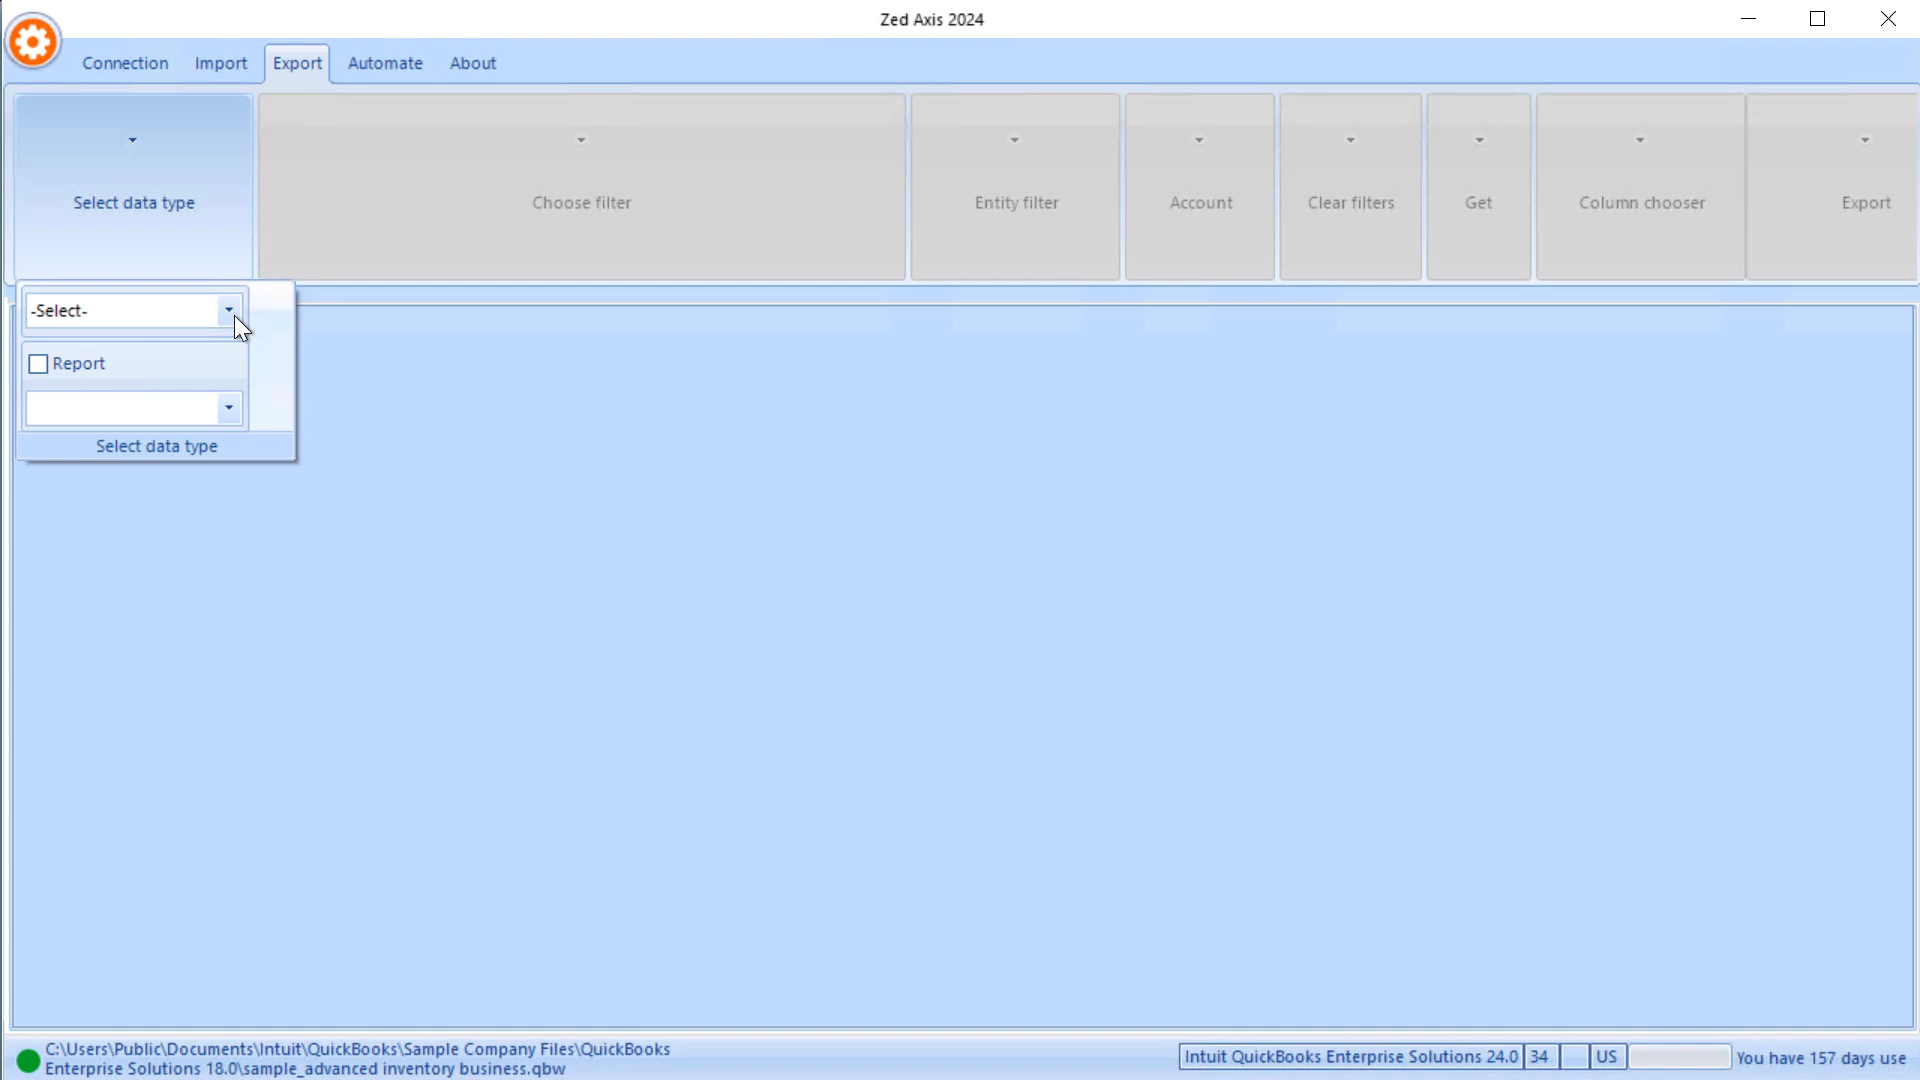 Zed Axis 2024
Connection Import Export Automate About
Select data type Choose filter Entity filter Account Clear filters Get Column chooser Export
-Select-
Report
Select data type
C:\Users\Public\Documents\Intuit\QuickBooks\Sample Company Files\QuickBooks
Enterprise Solutions 18.0\sample_advanced inventory business.qbw
Intuit QuickBooks Enterprise Solutions 24.0 34 US You have 157 days use